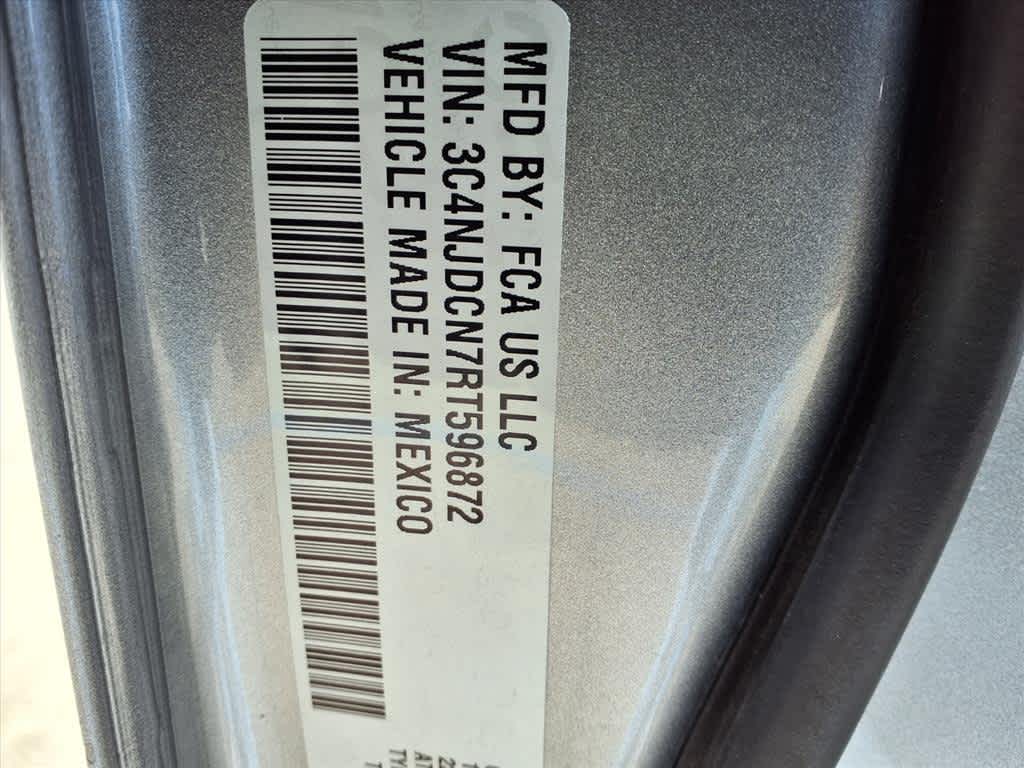 MFD BY: FCA US LLC
VIN: 3C4NJDCN7RT596872
VEHICLE MADE IN: MEXICO